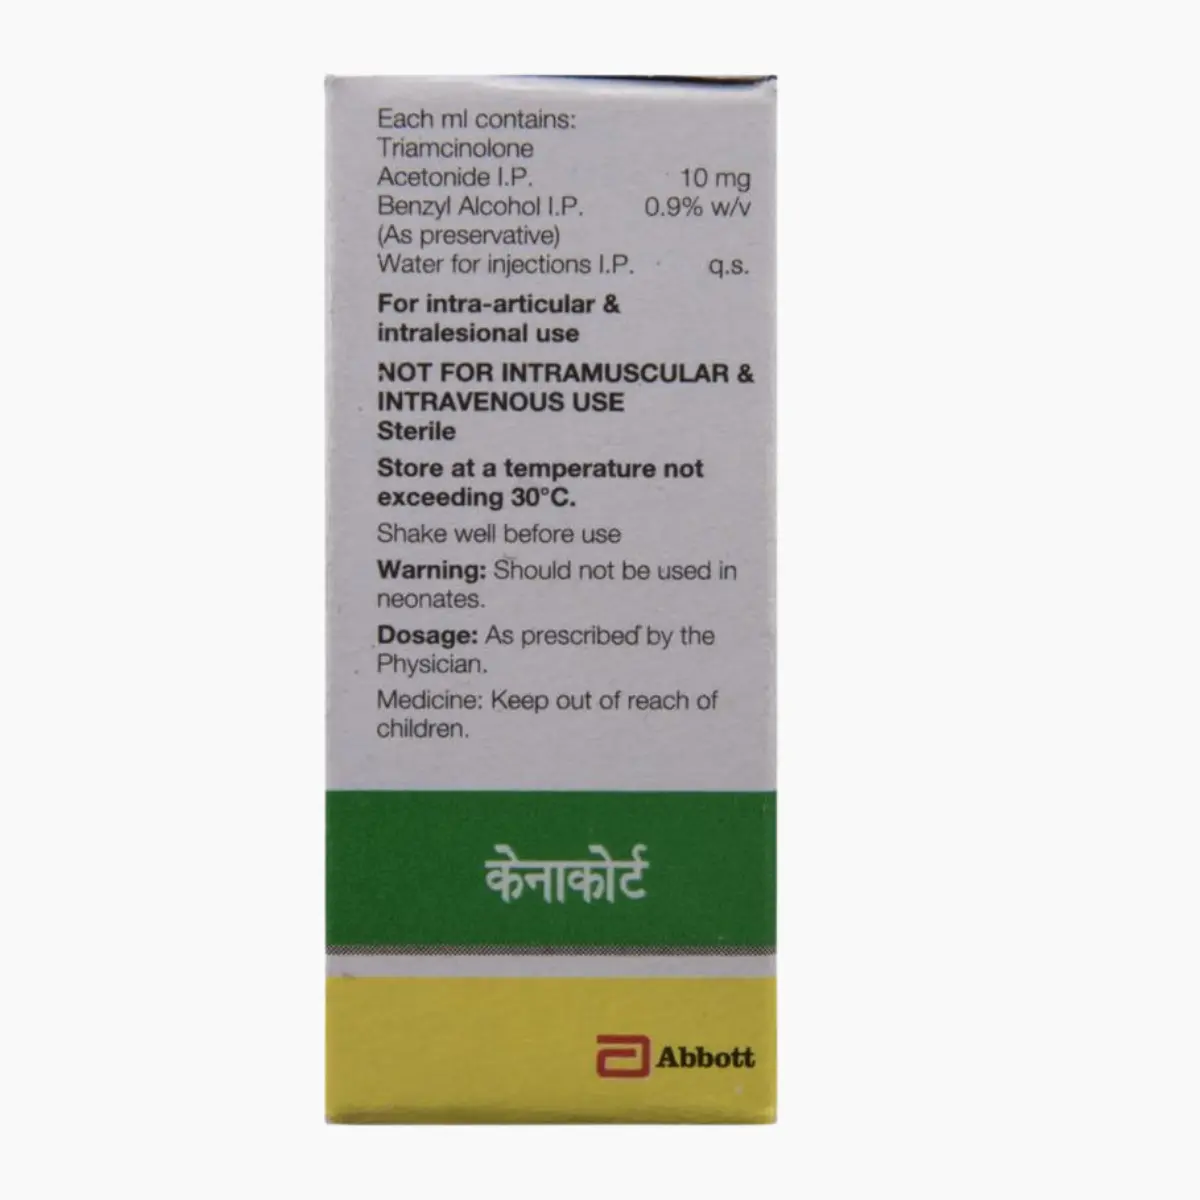 Each ml contains:
Triamcinolone
Acetonide I.P. 10 mg
Benzyl Alcohol I.P. 0.9% w/v
(As preservative)
Water for injections I.P. q.s.
For intra-articular &
intralesional use
NOT FOR INTRAMUSCULAR &
INTRAVENOUS USE
Sterile
Store at a temperature not
exceeding 30°C.
Shake well before use
Warning: Should not be used in
neonates.
Dosage: As prescribed by the
Physician.
Medicine: Keep out of reach of
children.
केनाकोर्ट
Abbott